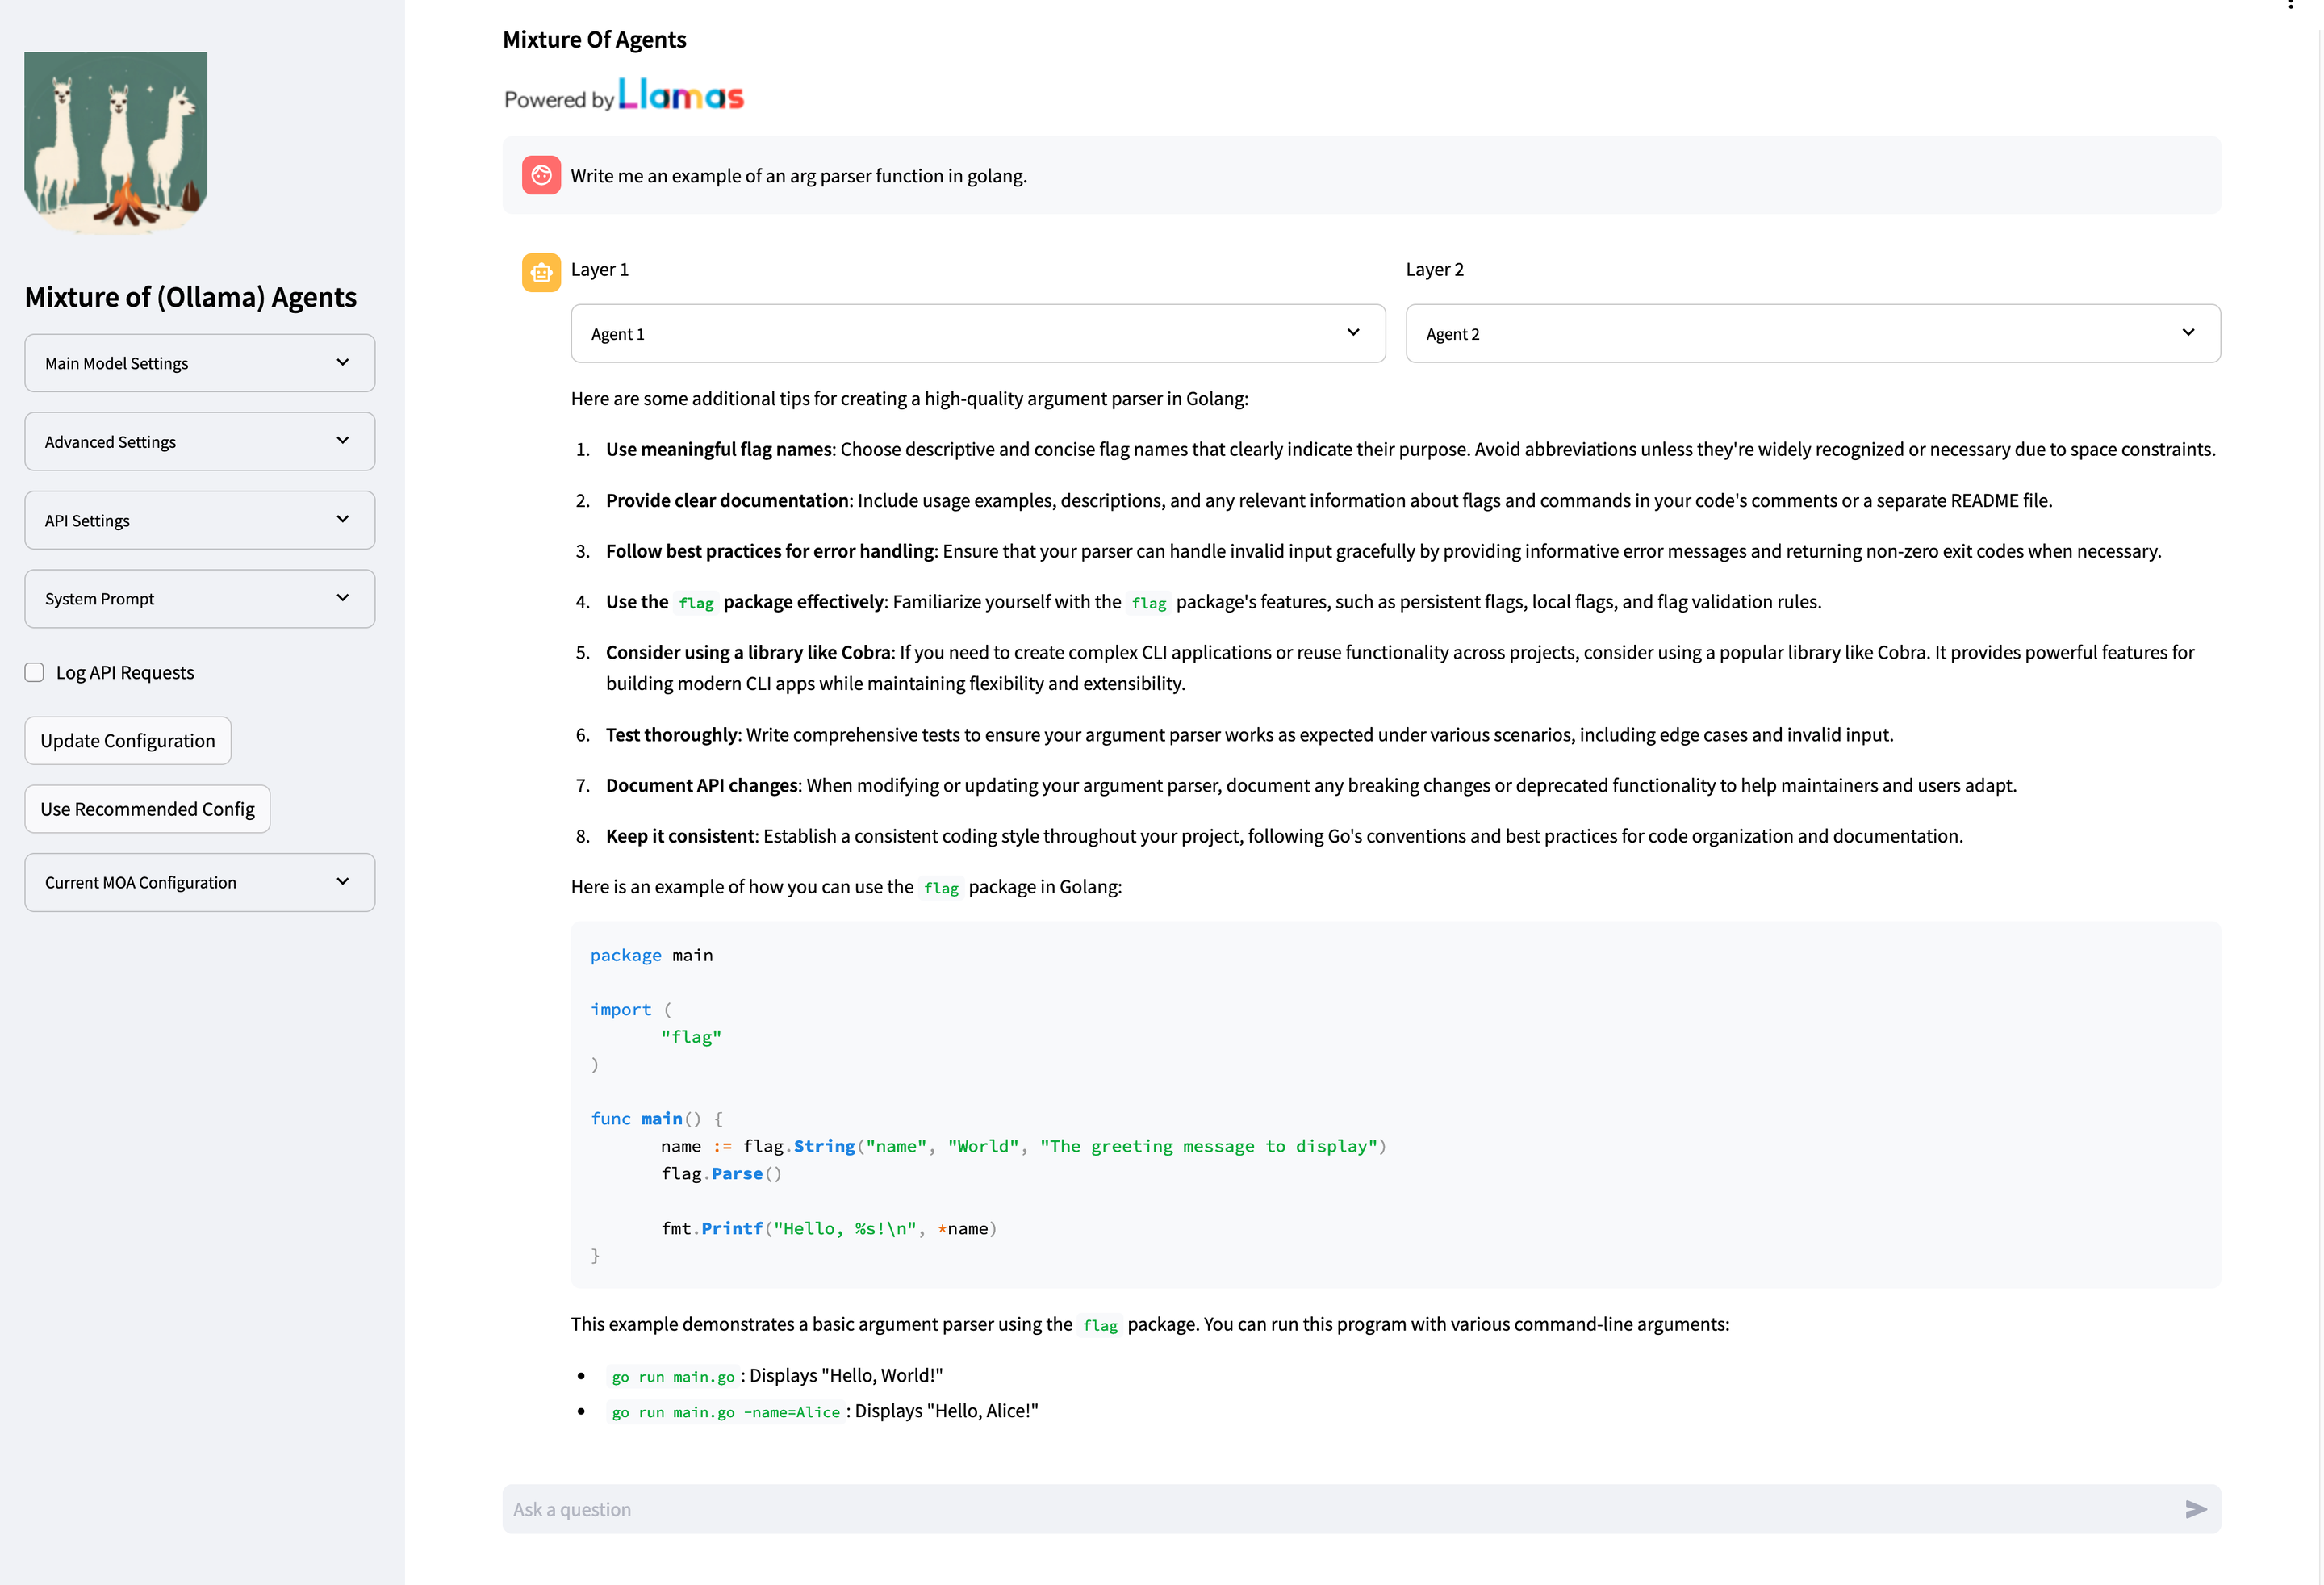 Mixture of (Ollama) Agents
Main Model Settings
Advanced Settings
API Settings
System Prompt
Log API Requests
Update Configuration
Use Recommended Config
Current MOA Configuration
Mixture Of Agents
Powered by Llamas
Write me an example of an arg parser function in golang.
Layer 1
Layer 2
Agent 1
Agent 2
Here are some additional tips for creating a high-quality argument parser in Golang:
1. Use meaningful flag names: Choose descriptive and concise flag names that clearly indicate their purpose. Avoid abbreviations unless they're widely recognized or necessary due to space constraints.
2. Provide clear documentation: Include usage examples, descriptions, and any relevant information about flags and commands in your code's comments or a separate README file.
3. Follow best practices for error handling: Ensure that your parser can handle invalid input gracefully by providing informative error messages and returning non-zero exit codes when necessary.
4. Use the flag package effectively: Familiarize yourself with the flag package's features, such as persistent flags, local flags, and flag validation rules.
5. Consider using a library like Cobra: If you need to create complex CLI applications or reuse functionality across projects, consider using a popular library like Cobra. It provides powerful features for
building modern CLI apps while maintaining flexibility and extensibility.
6. Test thoroughly: Write comprehensive tests to ensure your argument parser works as expected under various scenarios, including edge cases and invalid input.
7. Document API changes: When modifying or updating your argument parser, document any breaking changes or deprecated functionality to help maintainers and users adapt.
8. Keep it consistent: Establish a consistent coding style throughout your project, following Go's conventions and best practices for code organization and documentation.
Here is an example of how you can use the flag package in Golang:
package main
import (
"flag"
)
func main() {
name := flag.String("name", "World", "The greeting message to display")
flag.Parse()
fmt.Printf("Hello, %s!\n", *name)
}
This example demonstrates a basic argument parser using the flag package. You can run this program with various command-line arguments:
• go run main.go : Displays "Hello, World!"
• go run main.go -name=Alice : Displays "Hello, Alice!"
Ask a question